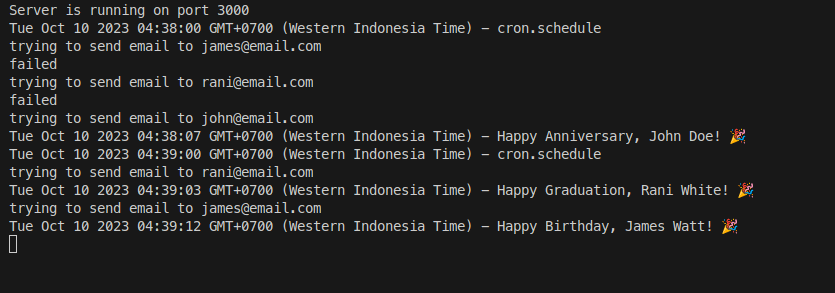 Server is running on port 3000
Tue Oct 10 2023 04:38:00 GMT+0700 (Western Indonesia Time) - cron.schedule
trying to send email to james@email.com
failed
trying to send email to rani@email.com
failed
trying to send email to john@email.com
Tue Oct 10 2023 04:38:07 GMT+0700 (Western Indonesia Time) - Happy Anniversary, John Doe! 🎉
Tue Oct 10 2023 04:39:00 GMT+0700 (Western Indonesia Time) - cron.schedule
trying to send email to rani@email.com
Tue Oct 10 2023 04:39:03 GMT+0700 (Western Indonesia Time) - Happy Graduation, Rani White! 🎉
trying to send email to james@email.com
Tue Oct 10 2023 04:39:12 GMT+0700 (Western Indonesia Time) - Happy Birthday, James Watt! 🎉